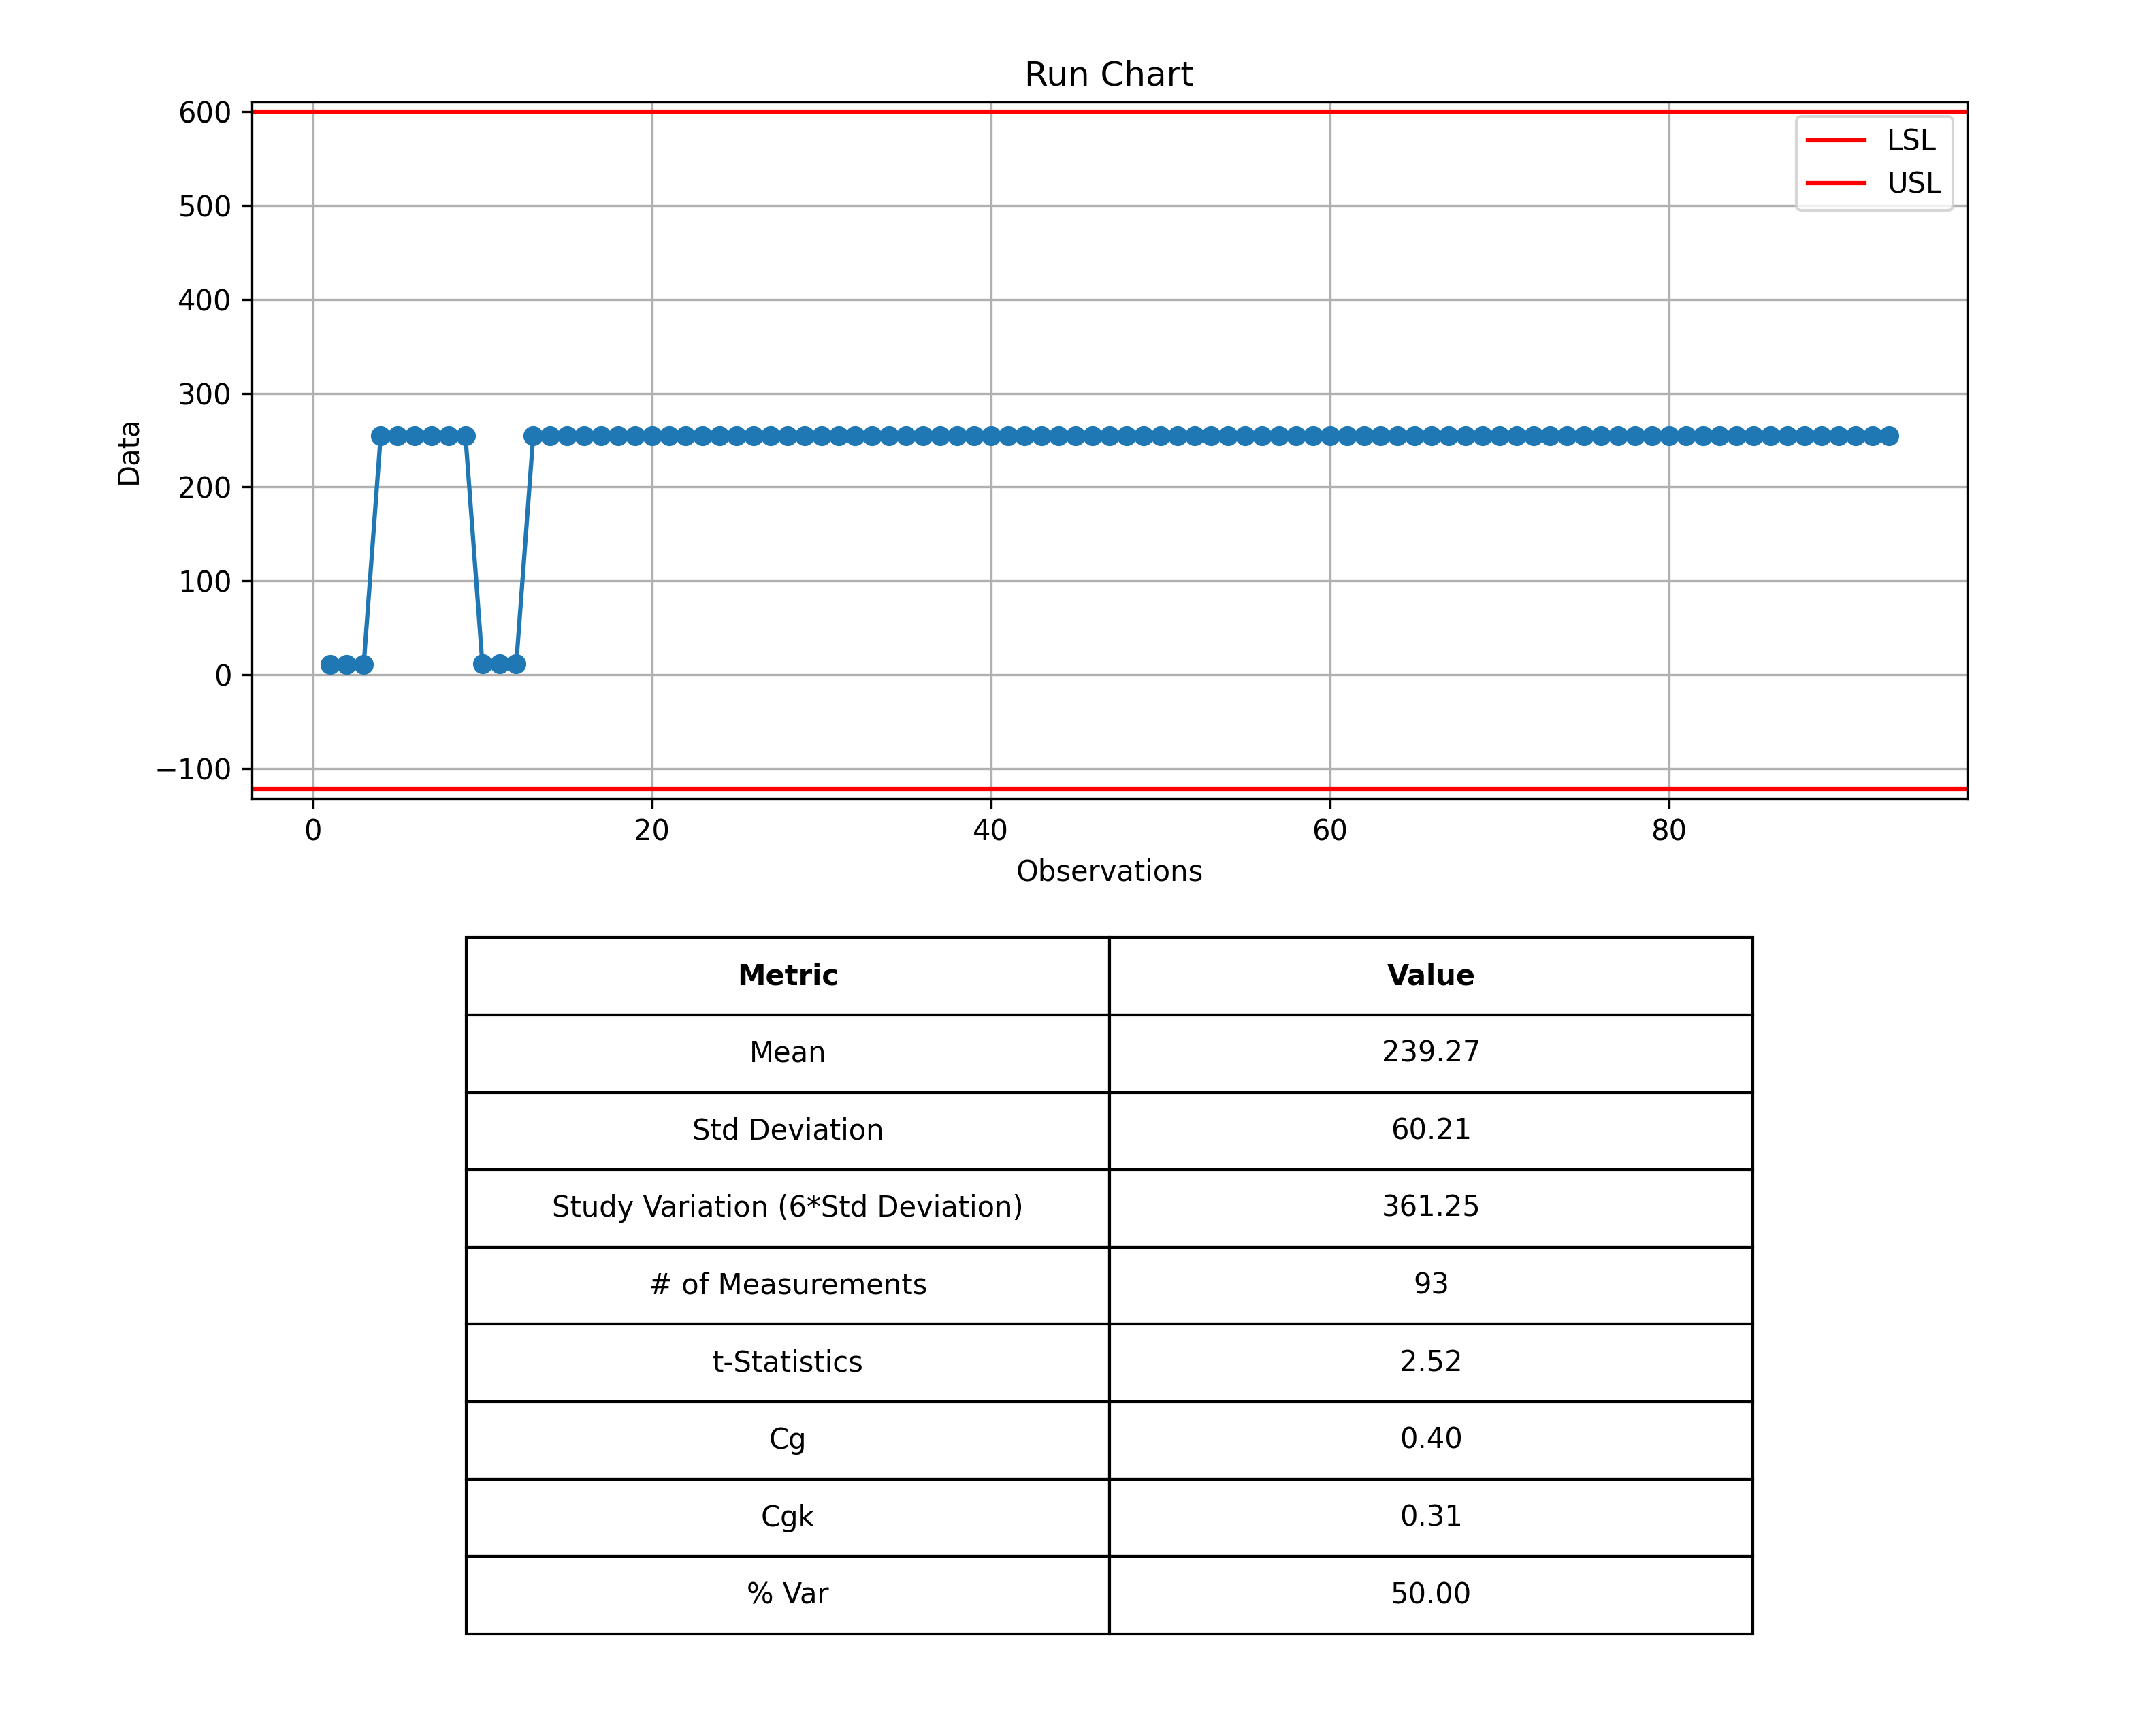 Run Chart
600
500
400
300
200
100
0
−100
Data
LSL
USL
0 20 40 60 80
Observations
Metric Value
Mean 239.27
Std Deviation 60.21
Study Variation (6*Std Deviation) 361.25
# of Measurements 93
t-Statistics 2.52
Cg 0.40
Cgk 0.31
% Var 50.00